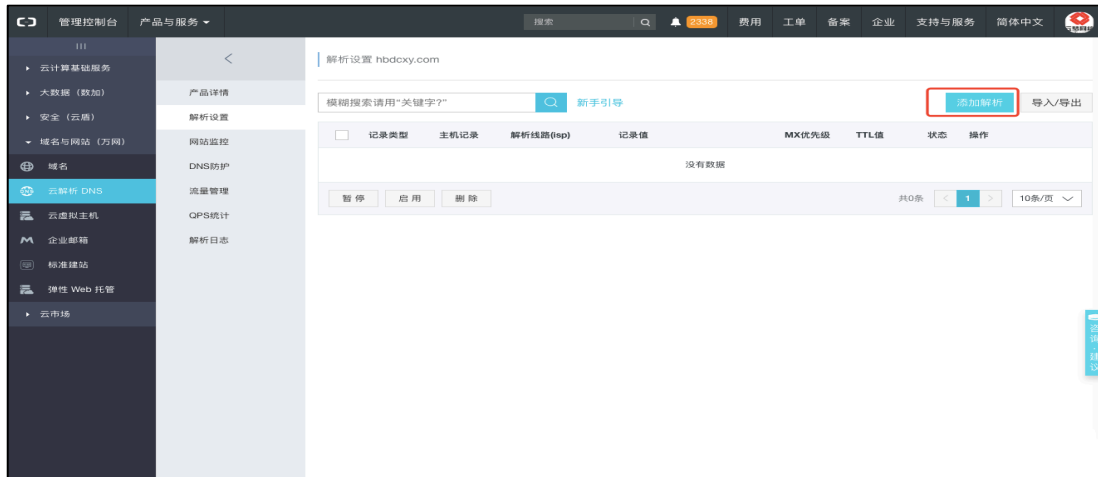 管理控制台 产品与服务 搜索 2338 费用 工单 备案 企业 支持与服务 简体中文
云计算基础服务
大数据（数加）
安全（云盾）
域名与网站（万网）
域名
云解析 DNS
云虚拟主机
企业邮箱
标准建站
弹性 Web 托管
云市场
产品详情
解析设置
网站监控
DNS防护
流量管理
QPS统计
解析日志
解析设置 hbdcxy.com
模糊搜索请用"关键字?" 新手引导 添加解析 导入/导出
记录类型 主机记录 解析线路(isp) 记录值 MX优先级 TTL值 状态 操作
没有数据
暂停 启用 删除 共0条 < 1 > 10条/页
咨询·建议